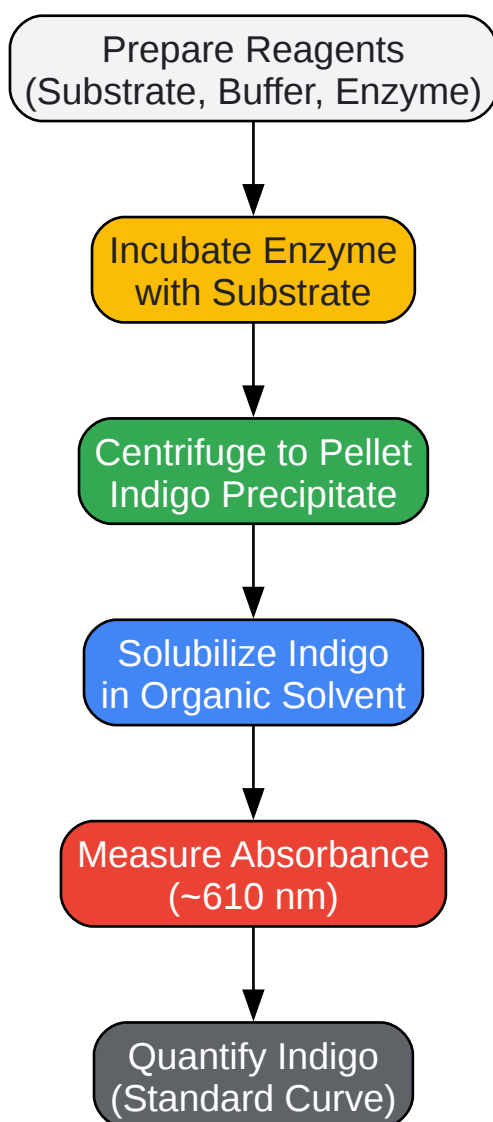 Prepare Reagents
(Substrate, Buffer, Enzyme)
Incubate Enzyme
with Substrate
Centrifuge to Pellet
Indigo Precipitate
Solubilize Indigo
in Organic Solvent
Measure Absorbance
(~610 nm)
Quantify Indigo
(Standard Curve)